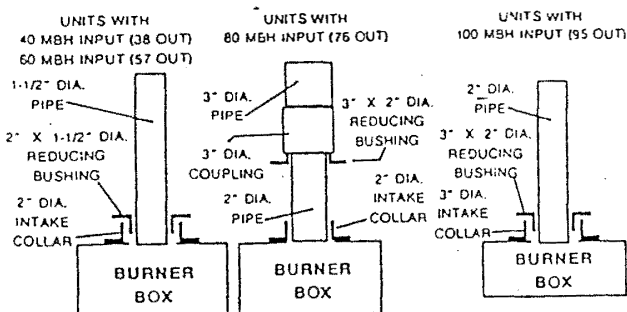 UNITS WITH
40 MBH INPUT (38 OUT)
60 MBH INPUT (57 OUT)
1-1/2" DIA.
PIPE
2" X 1-1/2" DIA.
REDUCING
BUSHING
2" DIA.
INTAKE
COLLAR
BURNER
BOX
UNITS WITH
80 MBH INPUT (76 OUT)
3" DIA.
PIPE
3" X 2" DIA.
REDUCING
BUSHING
3" DIA.
COUPLING
2" DIA.
PIPE
2" DIA.
INTAKE
COLLAR
BURNER
BOX
UNITS WITH
100 MBH INPUT (95 OUT)
2" DIA.
PIPE
3" X 2" DIA.
REDUCING
BUSHING
3" DIA.
INTAKE
COLLAR
BURNER
BOX